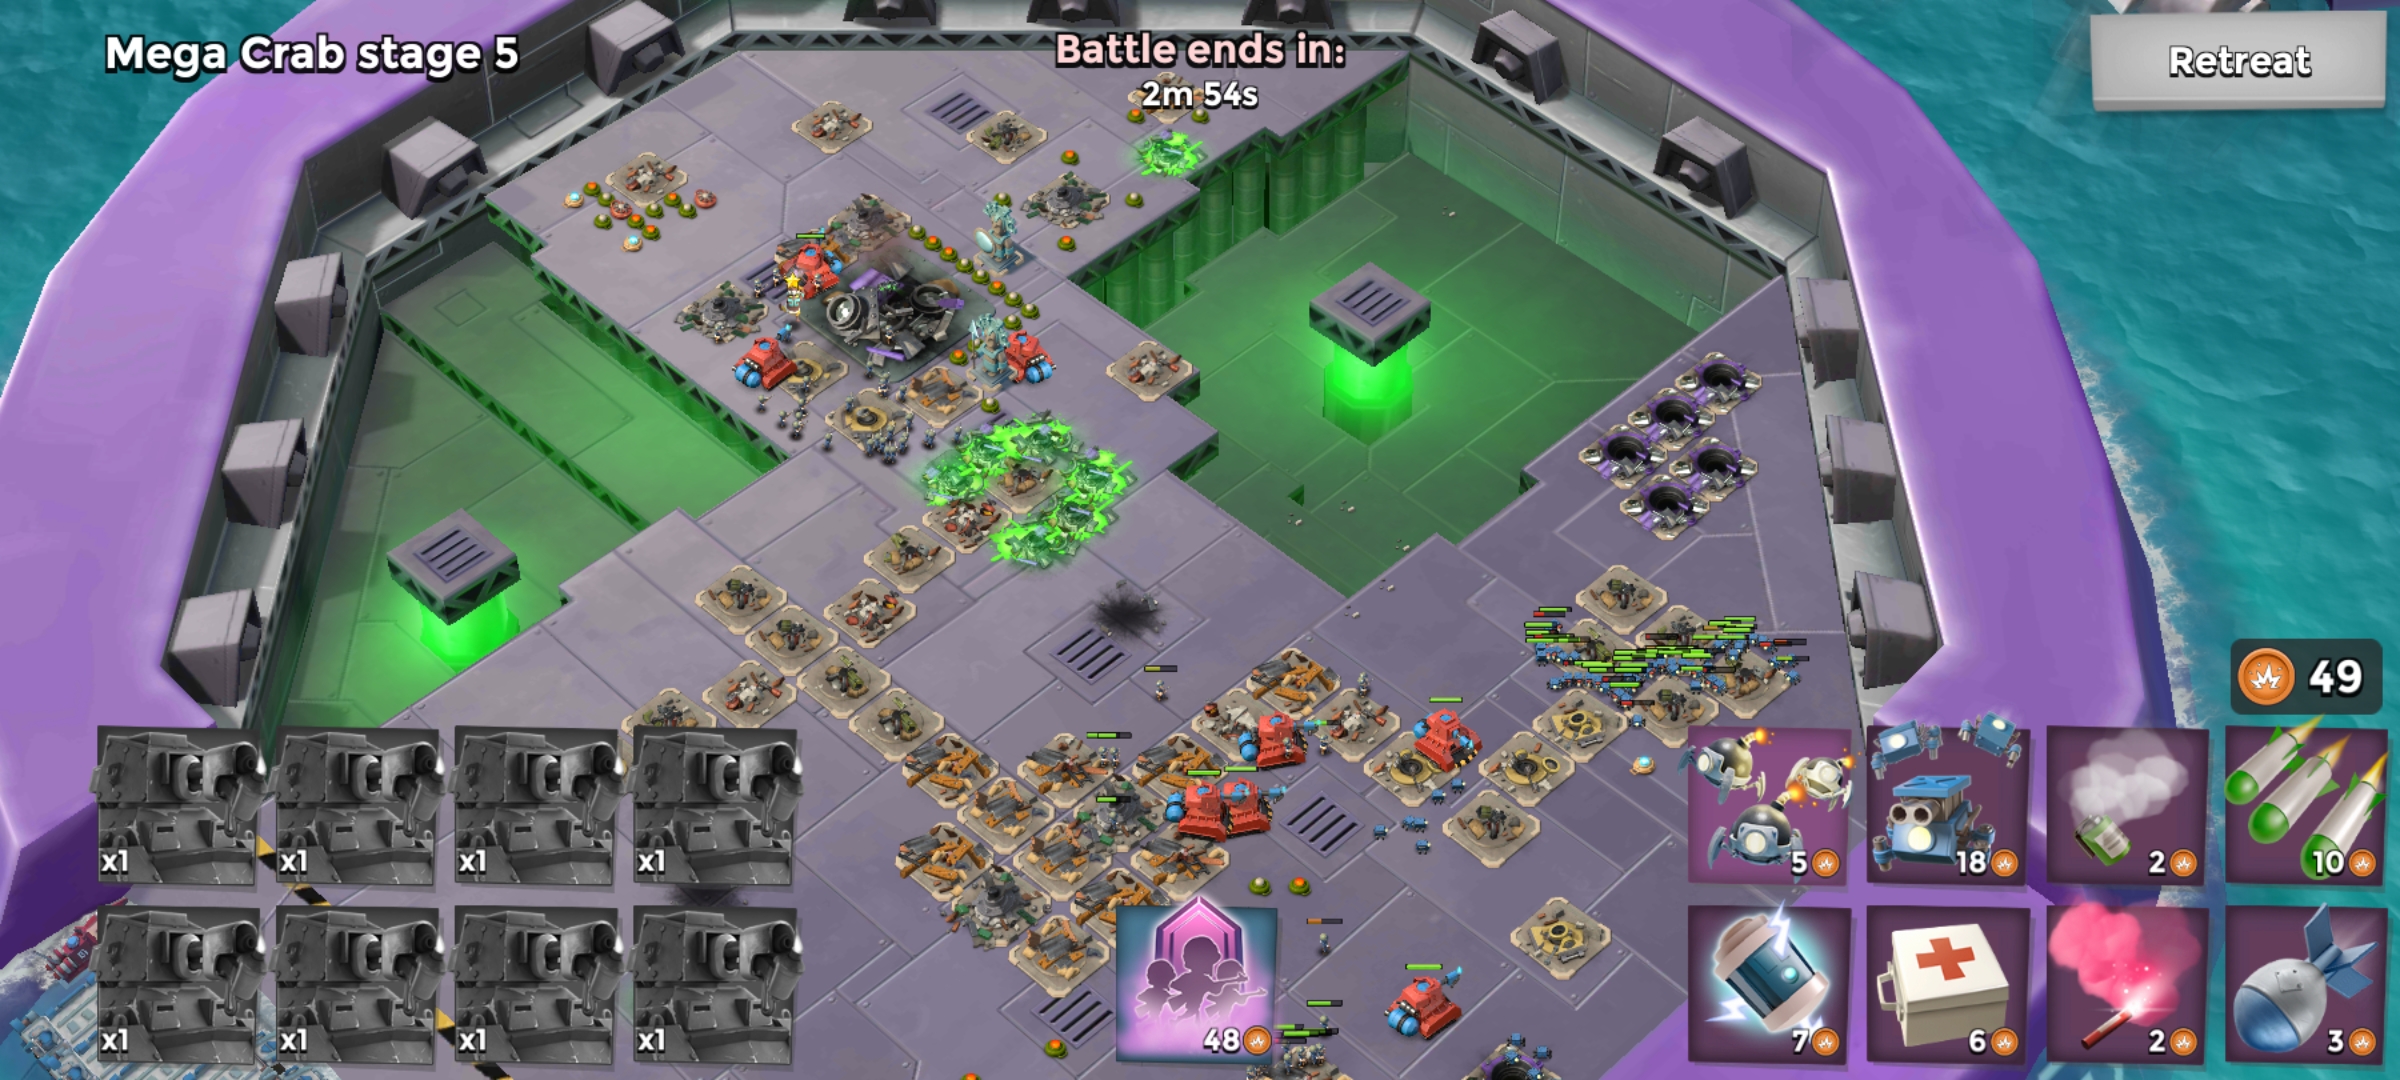 Mega Crab stage 5
Battle ends in:
2m 54s
Retreat
49
x1 x1 x1 x1
5 18 2 10
x1 x1 x1 x1
48
7 6 2 3